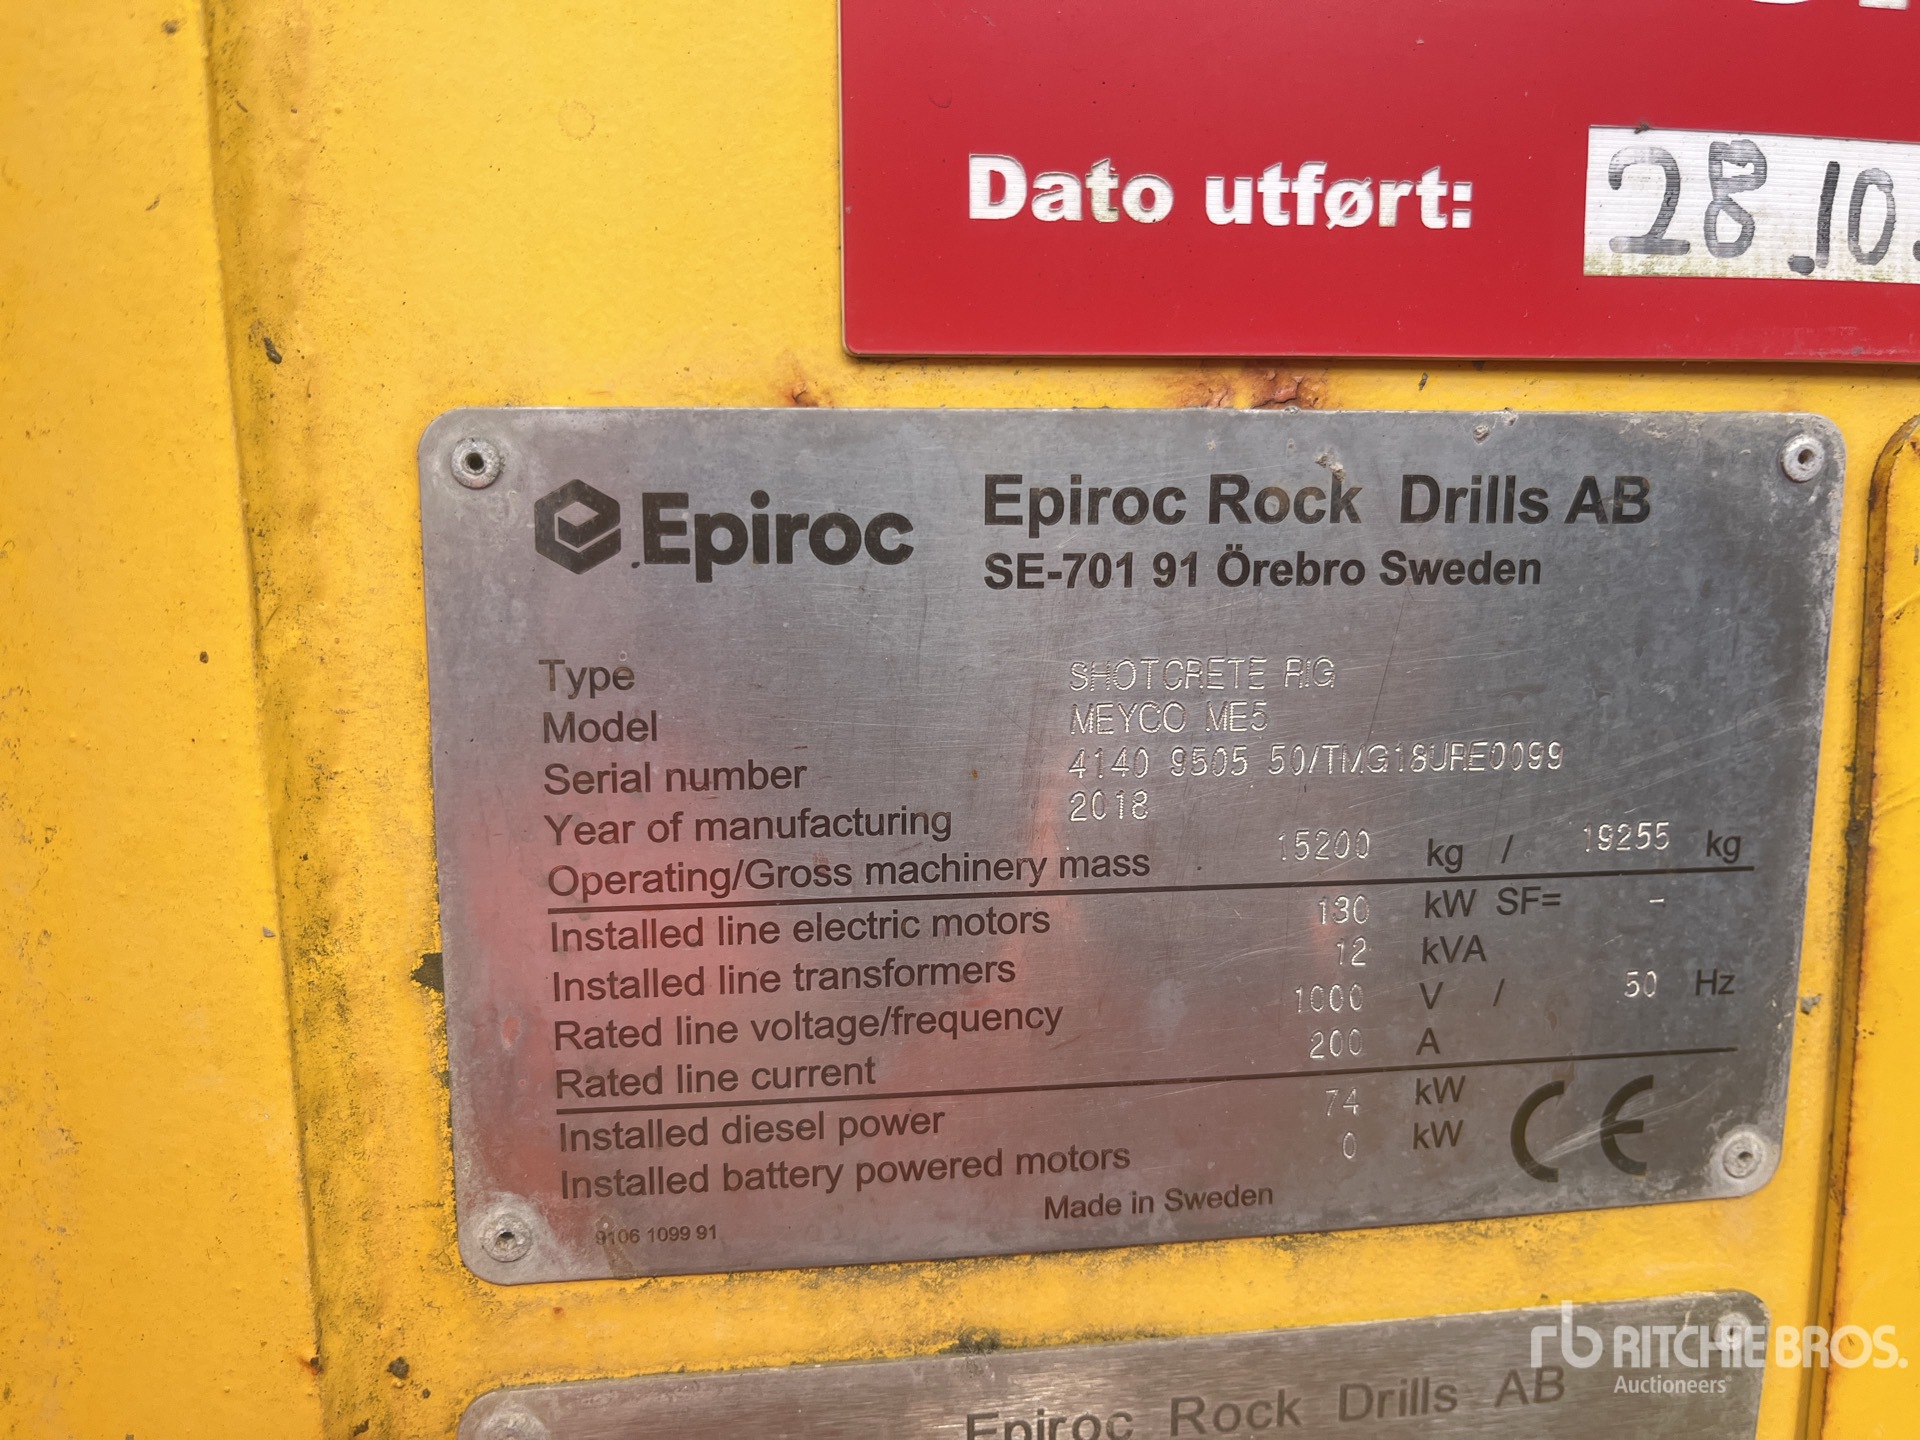 Dato utført: 28.10.
Epiroc
Epiroc Rock Drills AB
SE-701 91 Örebro Sweden
Type SHOTCRETE RIG
Model MEYCO ME5
Serial number 4140 9505 50/TMG18URE0099
Year of manufacturing 2018
Operating/Gross machinery mass 15200 kg / 19255 kg
Installed line electric motors 130 kW SF= -
Installed line transformers 12 kVA
Rated line voltage/frequency 1000 V / 50 Hz
Rated line current 200 A
Installed diesel power 74 kW
Installed battery powered motors 0 kW
CE
Made in Sweden
9106 1099 91
Epiroc Rock Drills AB
rb RITCHIE BROS.
Auctioneers